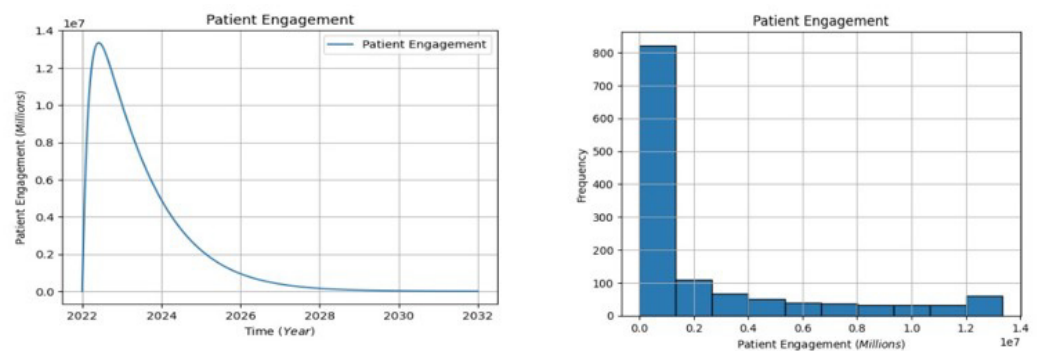 Patient Engagement
1e7
Patient Engagement
1.4
1.2
1.0
0.8
0.6
0.4
0.2
0.0
Patient Engagement (Millions)
2022 2024 2026 2028 2030 2032
Time (Year)
Patient Engagement
800
700
600
500
400
300
200
100
0
Frequency
0.0 0.2 0.4 0.6 0.8 1.0 1.2 1.4
1e7
Patient Engagement (Millions)